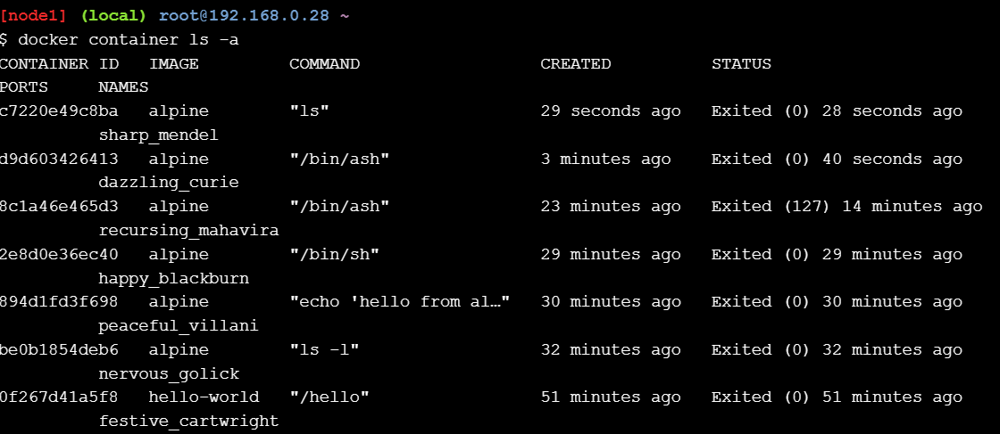 [node1] (local) root@192.168.0.28 ~
$ docker container ls -a
CONTAINER ID   IMAGE         COMMAND                  CREATED          STATUS
PORTS     NAMES
c7220e49c8ba   alpine        "ls"                     29 seconds ago   Exited (0) 28 seconds ago
          sharp_mendel
d9d603426413   alpine        "/bin/ash"               3 minutes ago    Exited (0) 40 seconds ago
          dazzling_curie
8c1a46e465d3   alpine        "/bin/ash"               23 minutes ago   Exited (127) 14 minutes ago
          recursing_mahavira
2e8d0e36ec40   alpine        "/bin/sh"                29 minutes ago   Exited (0) 29 minutes ago
          happy_blackburn
894d1fd3f698   alpine        "echo 'hello from al…"   30 minutes ago   Exited (0) 30 minutes ago
          peaceful_villani
be0b1854deb6   alpine        "ls -l"                  32 minutes ago   Exited (0) 32 minutes ago
          nervous_golick
0f267d41a5f8   hello-world   "/hello"                 51 minutes ago   Exited (0) 51 minutes ago
          festive_cartwright